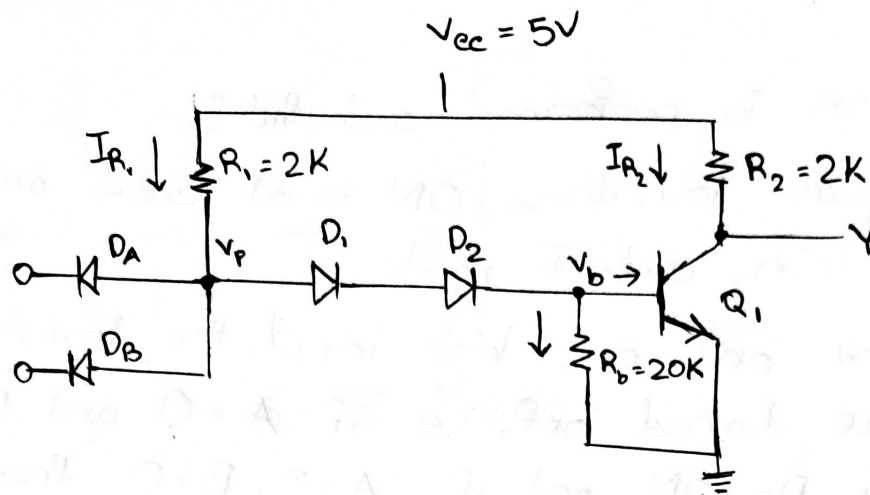 Vcc = 5V
IR1
R1 = 2K
IR2
R2 = 2K
DA
VP
D1
D2
Vb
Y
Q1
DB
Rb = 20K